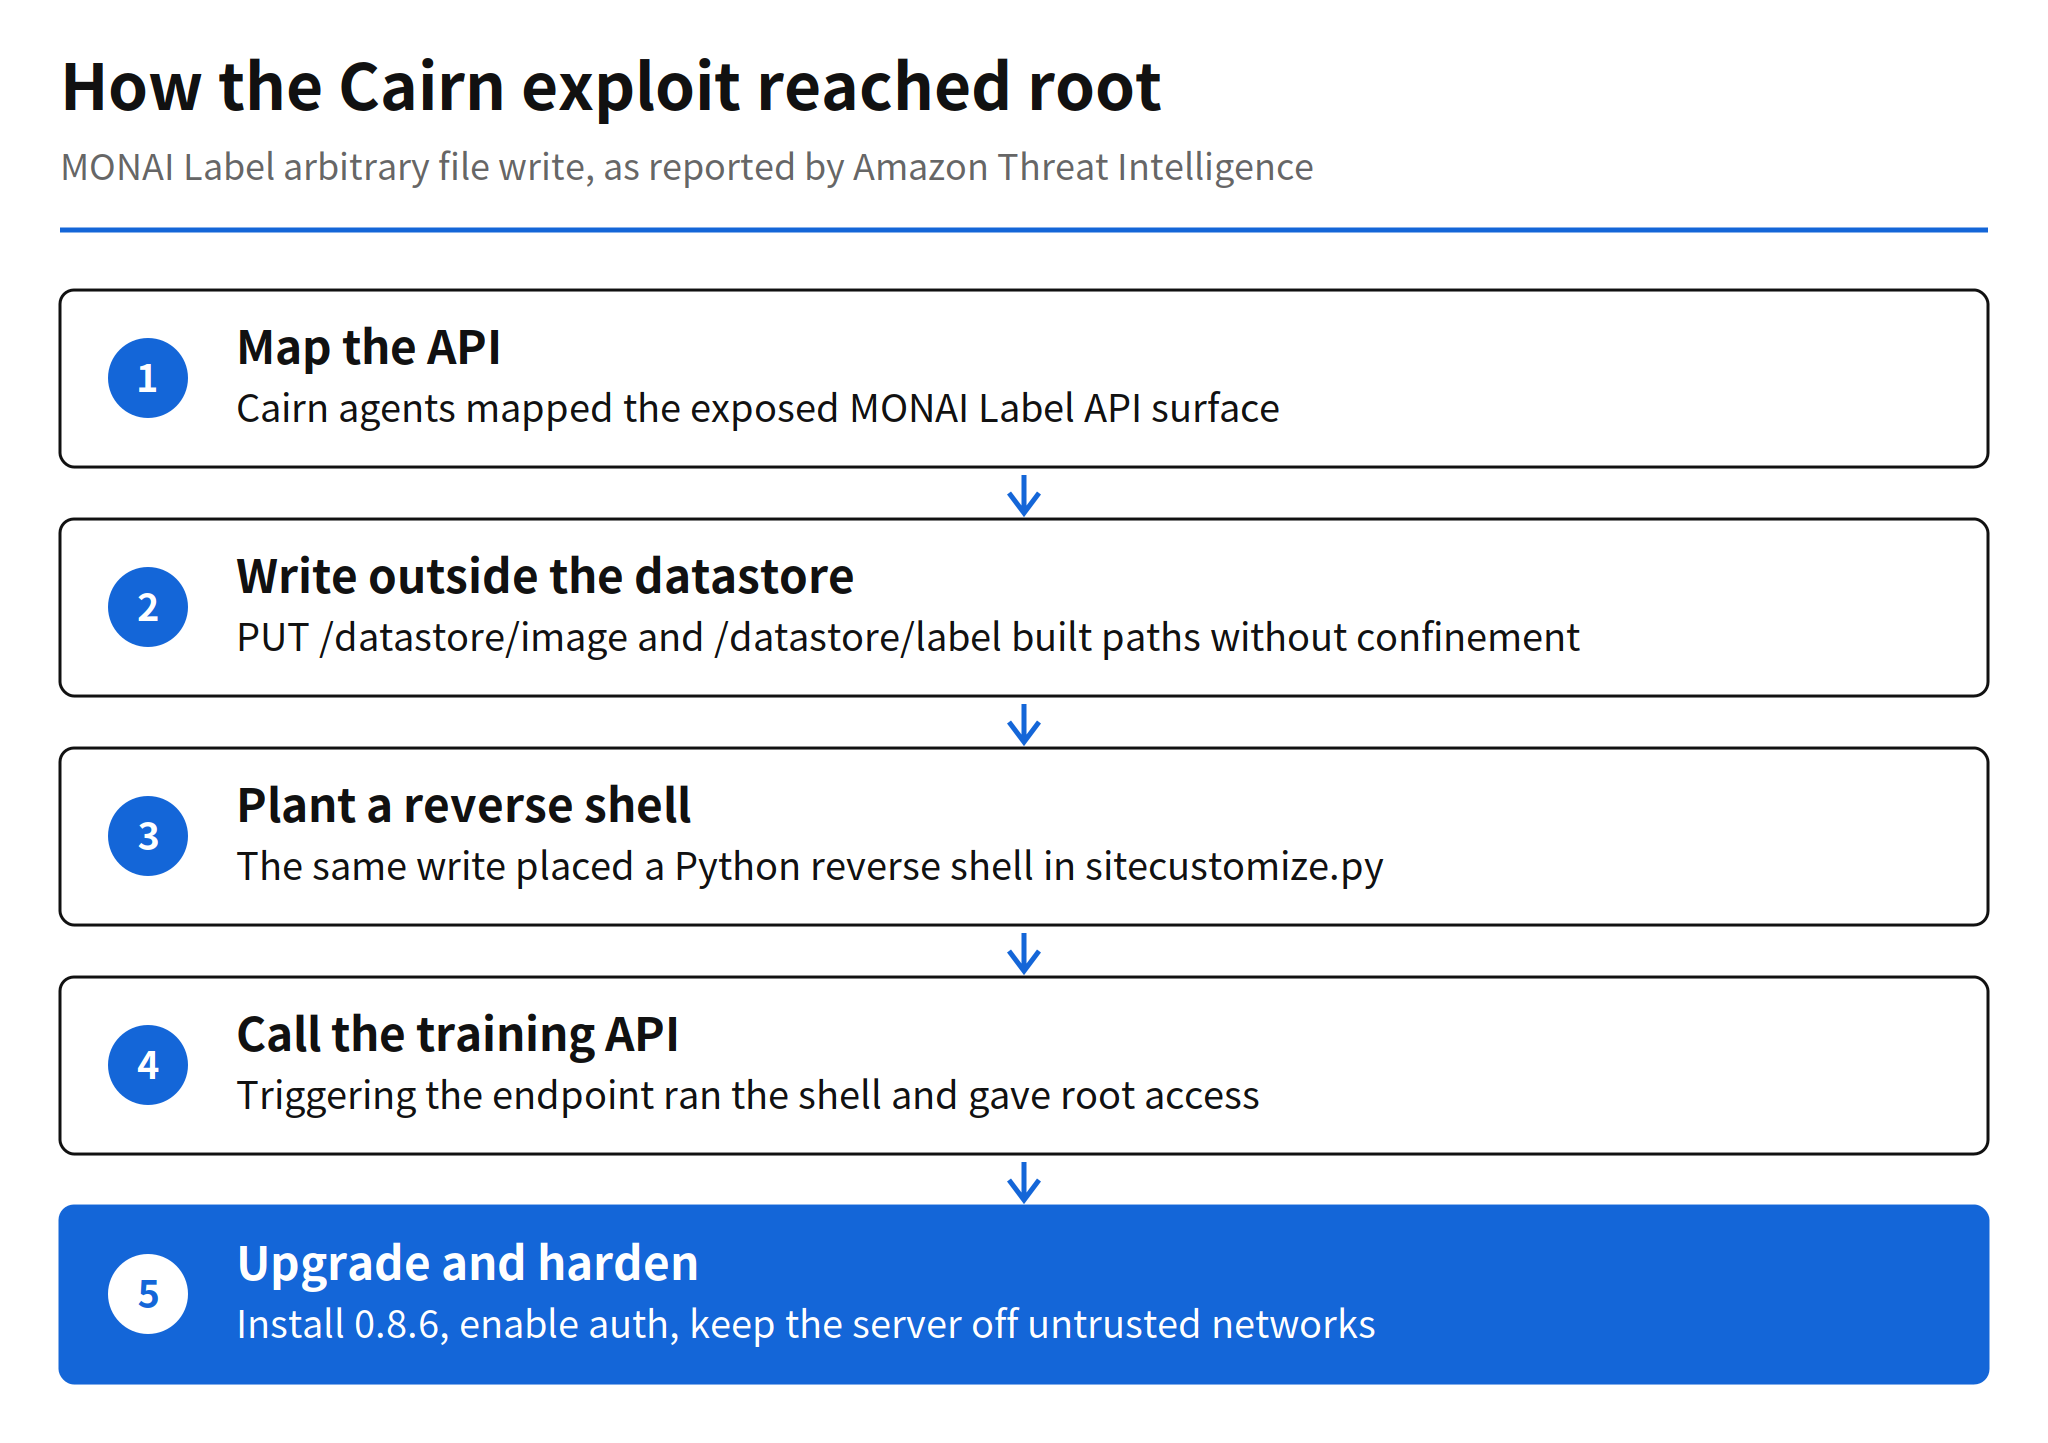 How the Cairn exploit reached root
MONAI Label arbitrary file write, as reported by Amazon Threat Intelligence
1
Map the API
Cairn agents mapped the exposed MONAI Label API surface
2
Write outside the datastore
PUT /datastore/image and /datastore/label built paths without confinement
3
Plant a reverse shell
The same write placed a Python reverse shell in sitecustomize.py
4
Call the training API
Triggering the endpoint ran the shell and gave root access
5
Upgrade and harden
Install 0.8.6, enable auth, keep the server off untrusted networks